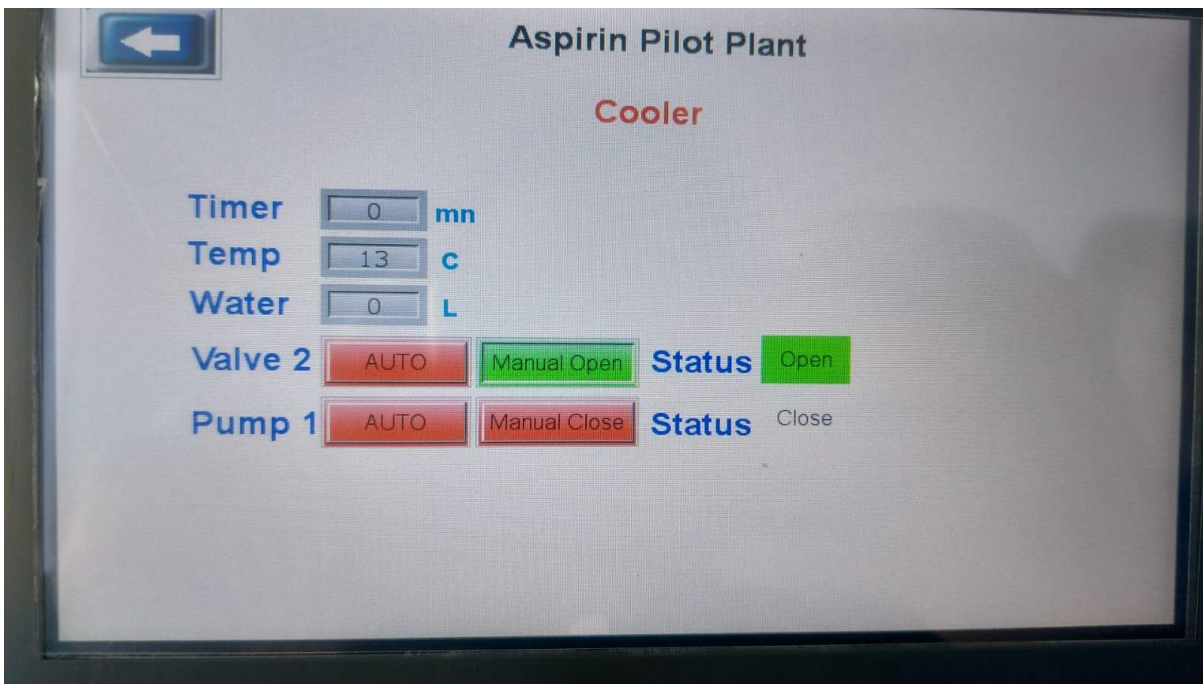 Aspirin Pilot Plant
Cooler
Timer 0 mn
Temp 13 C
Water 0 L
Valve 2 AUTO Manual Open Status Open
Pump 1 AUTO Manual Close Status Close